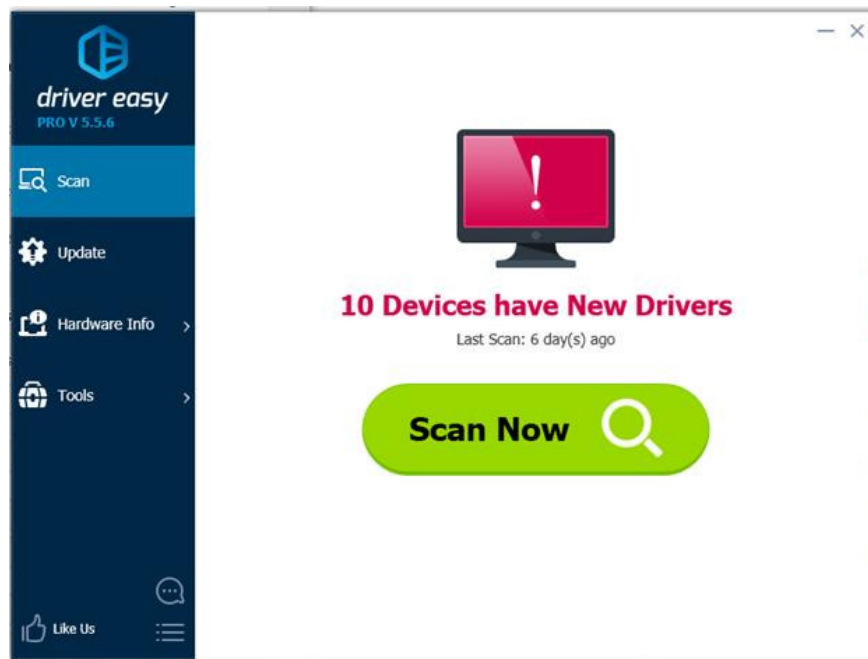 driver easy
PRO V 5.5.6
Scan
Update
Hardware Info
Tools
Like Us
!
10 Devices have New Drivers
Last Scan: 6 day(s) ago
Scan Now